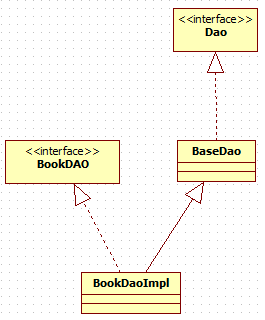 <<interface>>
Dao
<<interface>>
BookDAO
BaseDao
BookDaoImpl